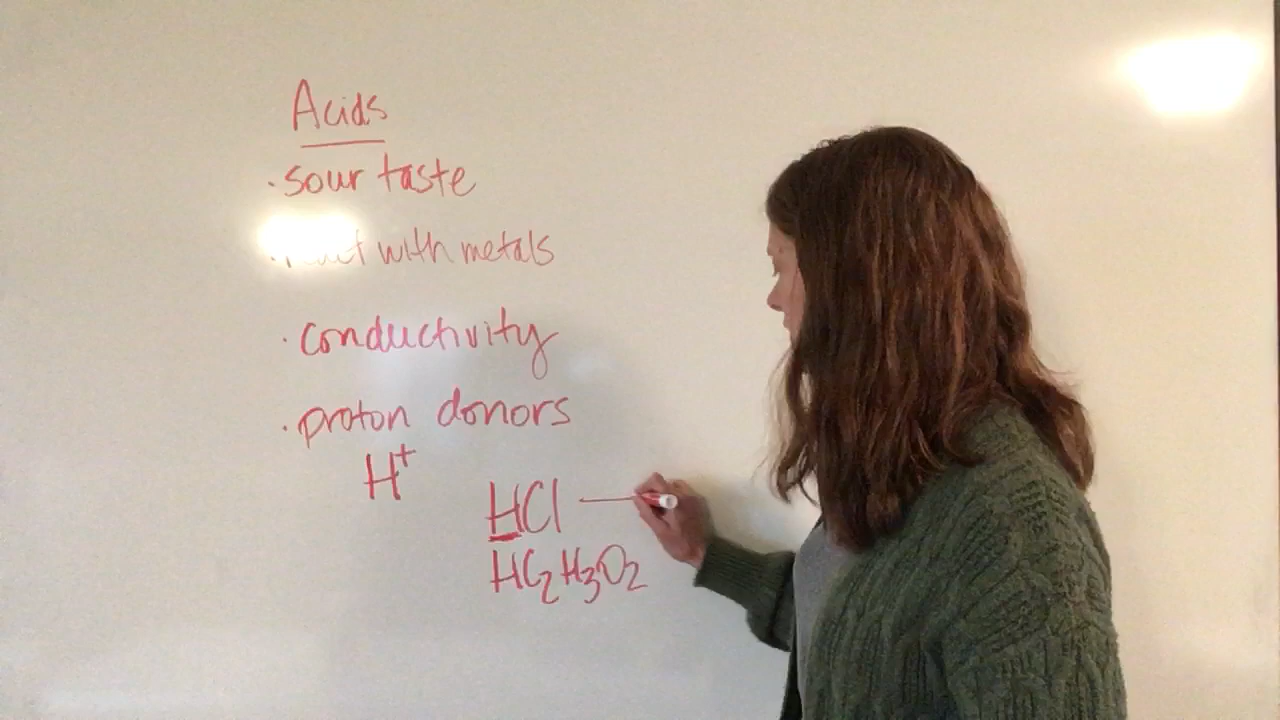 Acids
· sour taste
· with metals
· conductivity
· proton donors
H⁺
HCl
HC₂H₃O₂